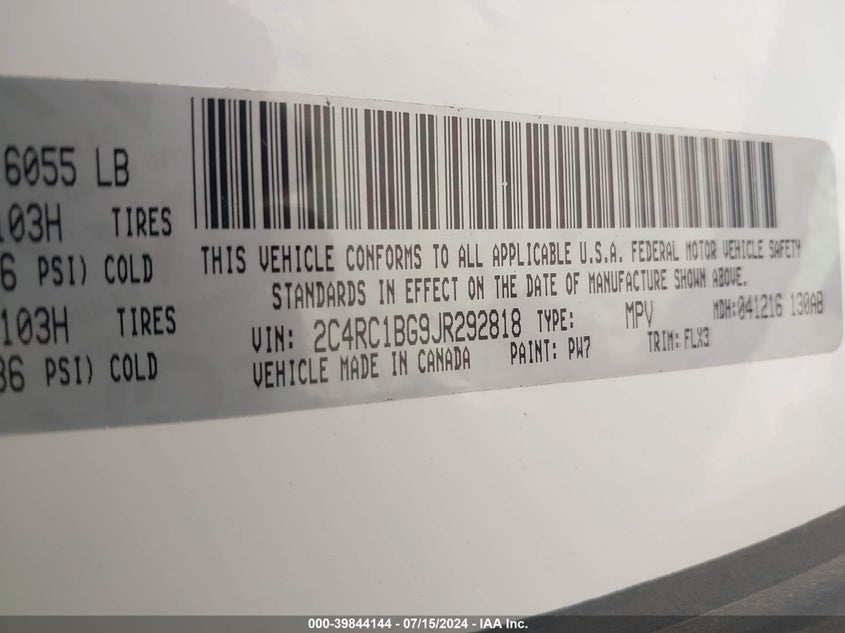 6055 LB
103H TIRES
6 PSI) COLD
103H
36 PSI) COLD
THIS VEHICLE CONFORMS TO ALL APPLICABLE U.S.A. FEDERAL MOTOR VEHICLE SAFETY
STANDARDS IN EFFECT ON THE DATE OF MANUFACTURE SHOWN ABOVE.
VIN: 2C4RC1BG9JR292818 TYPE: MPV MDH:041216 130AB
VEHICLE MADE IN CANADA PAINT: PW7 TRIM: FLX3
TIRES
000-39844144 - 07/15/2024 - IAA Inc.